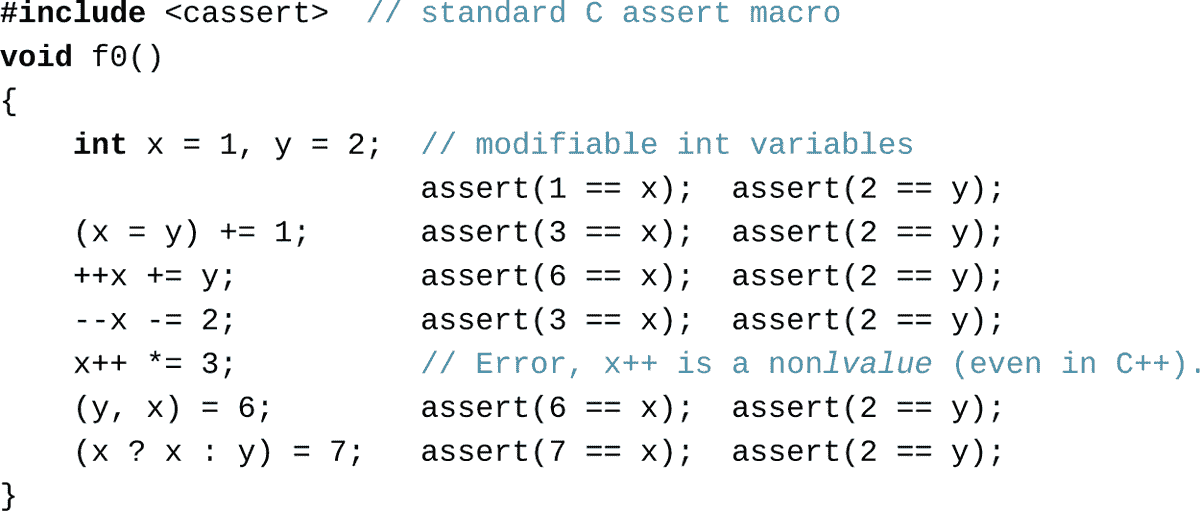 #include <cassert>  // standard C assert macro
void f0()
{
    int x = 1, y = 2;  // modifiable int variables
                       assert(1 == x);  assert(2 == y);
    (x = y) += 1;      assert(3 == x);  assert(2 == y);
    ++x += y;          assert(6 == x);  assert(2 == y);
    --x -= 2;          assert(3 == x);  assert(2 == y);
    x++ *= 3;          // Error, x++ is a nonlvalue (even in C++).
    (y, x) = 6;        assert(6 == x);  assert(2 == y);
    (x ? x : y) = 7;   assert(7 == x);  assert(2 == y);
}